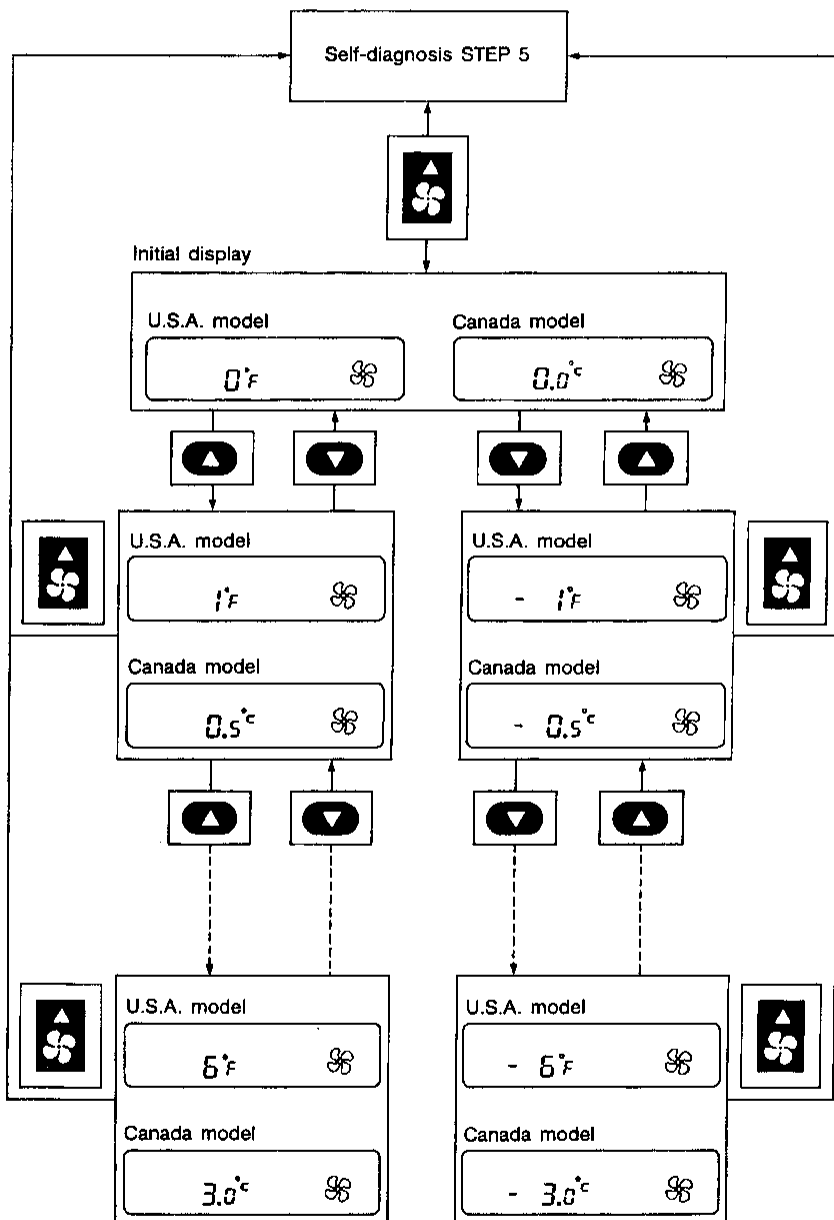 Self-diagnosis STEP 5
Initial display
U.S.A. model Canada model
0°F 0.0°C
U.S.A. model U.S.A. model
1°F - 1°F
Canada model Canada model
0.5°C - 0.5°C
U.S.A. model U.S.A. model
6°F - 6°F
Canada model Canada model
3.0°C - 3.0°C